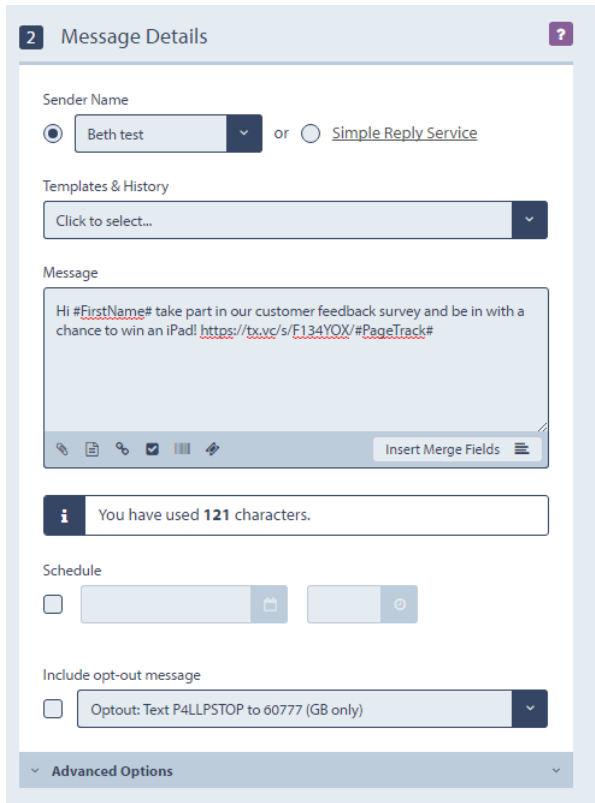 2 Message Details ?
Sender Name
Beth test or Simple Reply Service
Templates & History
Click to select...
Message
Hi #FirstName# take part in our customer feedback survey and be in with a
chance to win an iPad! https://tx.vc/s/F134YOX/#PageTrack#
Insert Merge Fields
i You have used 121 characters.
Schedule
Include opt-out message
Optout: Text P4LLPSTOP to 60777 (GB only)
Advanced Options